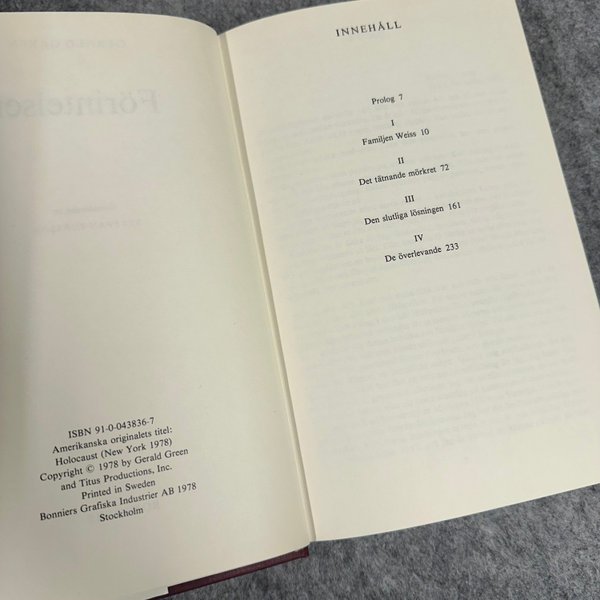 ISBN 91-0-043836-7
Amerikanska originalets titel:
Holocaust (New York 1978)
Copyright © 1978 by Gerald Green
and Titus Productions, Inc.
Printed in Sweden
Bonniers Grafiska Industrier AB 1978
Stockholm
INNEHÅLL
Prolog 7
I
Familjen Weiss 10
II
Det tätnande mörkret 72
III
Den slutliga lösningen 161
IV
De överlevande 233